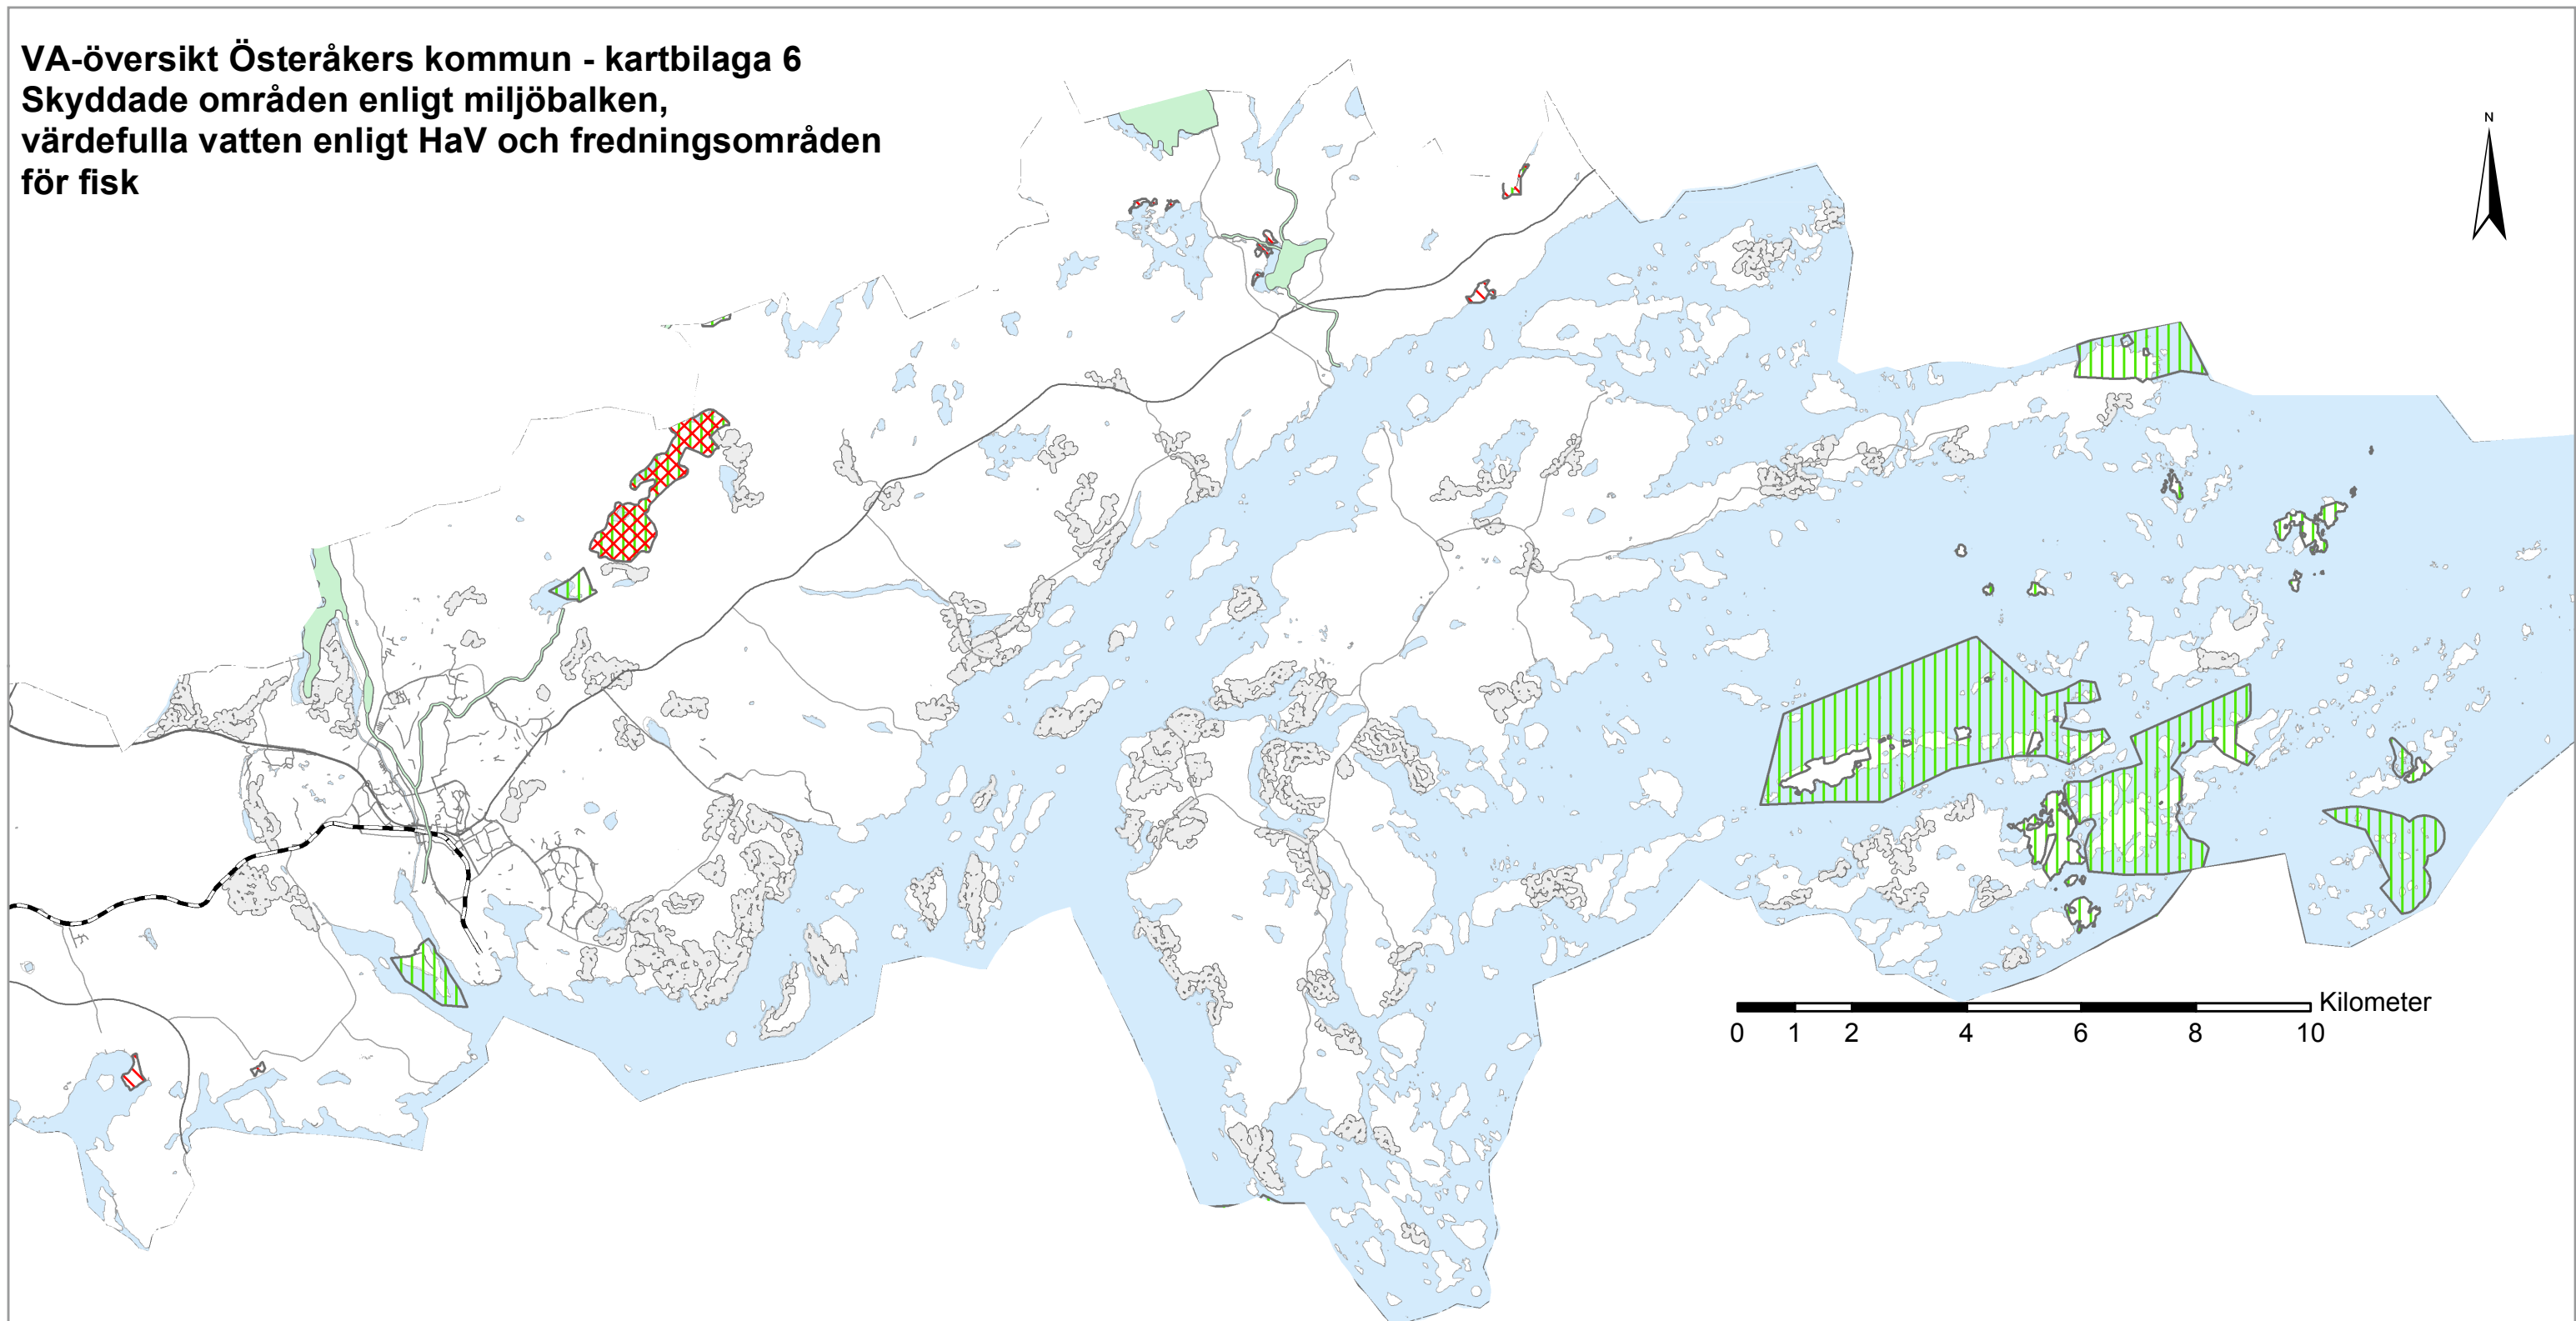 VA-översikt Österåkers kommun - kartbilaga 6
Skyddade områden enligt miljöbalken,
värdefulla vatten enligt HaV och fredningsområden
för fisk
N
Kilometer
0 1 2 4 6 8 10